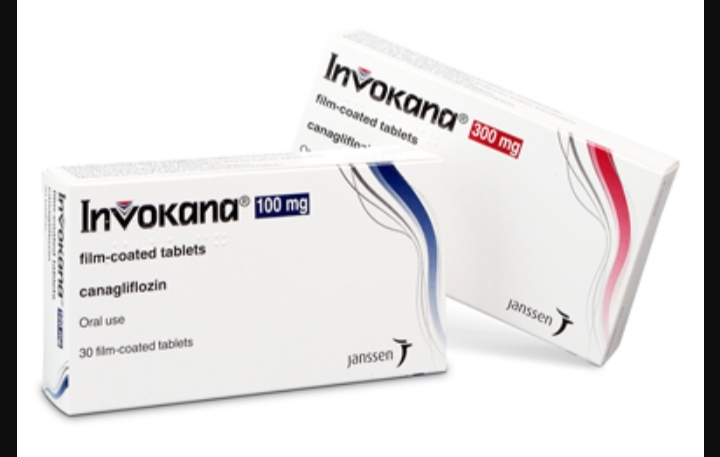 Invokana® 300 mg
film-coated tablets
janssen
Invokana® 100 mg
film-coated tablets
canagliflozin
Oral use
30 film-coated tablets
janssen
Invokana